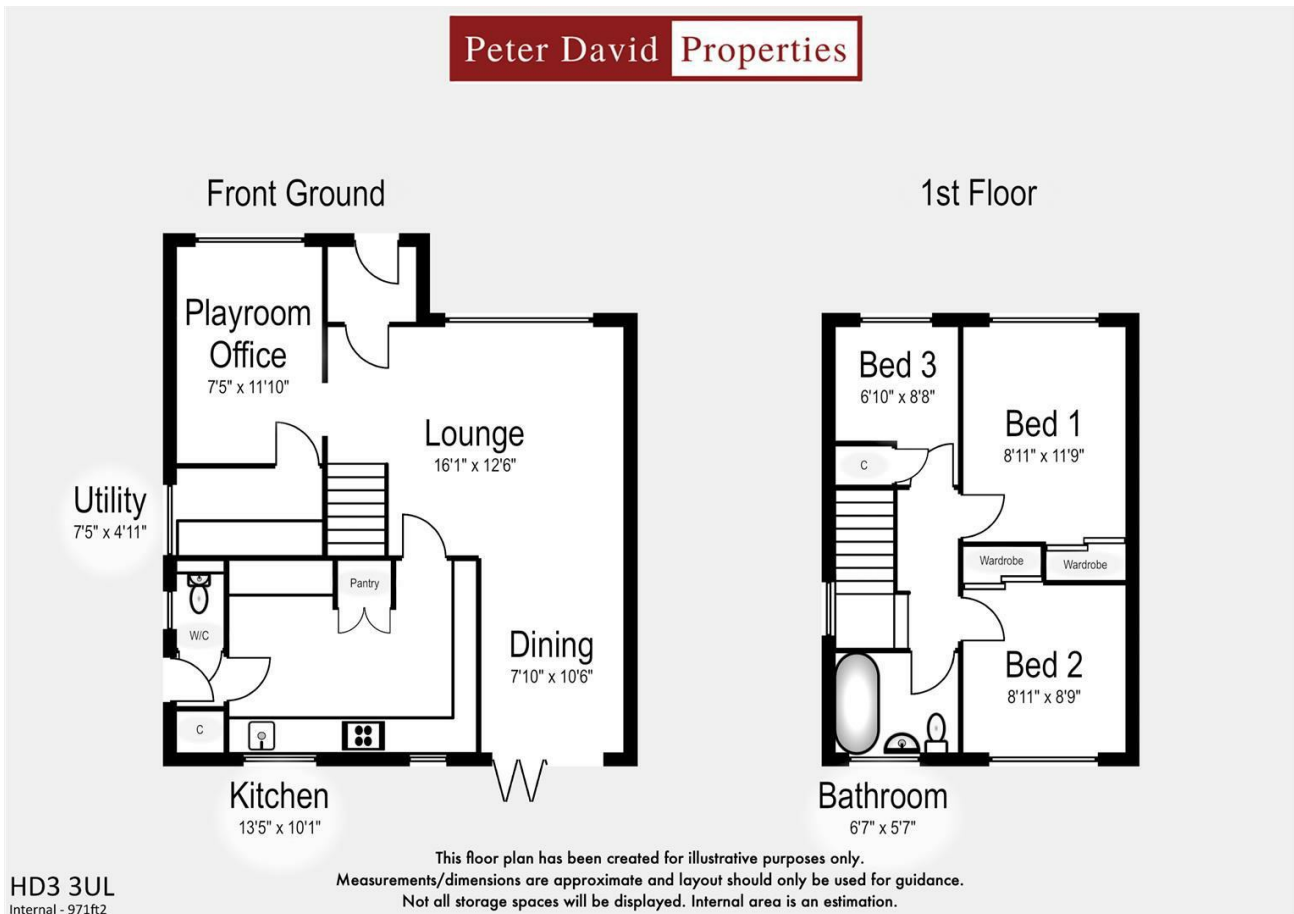 Peter David Properties
Front Ground
1st Floor
Playroom
Office
7'5" x 11'10"
Lounge
16'1" x 12'6"
Utility
7'5" x 4'11"
Pantry
W/C
C
Dining
7'10" x 10'6"
Kitchen
13'5" x 10'1"
Bed 3
6'10" x 8'8"
Bed 1
8'11" x 11'9"
C
Wardrobe
Wardrobe
Bed 2
8'11" x 8'9"
Bathroom
6'7" x 5'7"
This floor plan has been created for illustrative purposes only.
Measurements/dimensions are approximate and layout should only be used for guidance.
Not all storage spaces will be displayed. Internal area is an estimation.
HD3 3UL
Internal - 971ft2